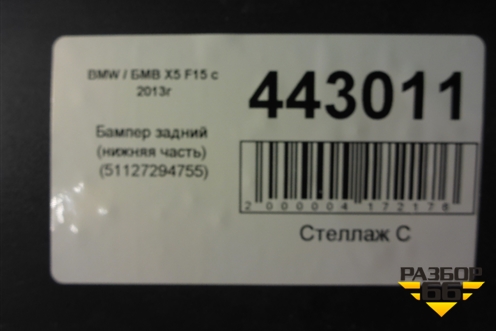 BMW / БМВ X5 F15 с
2013г
443011
Бампер задний
(нижняя часть)
(51127294755)
2 000004 172176
Стеллаж С
РАЗБОР
66